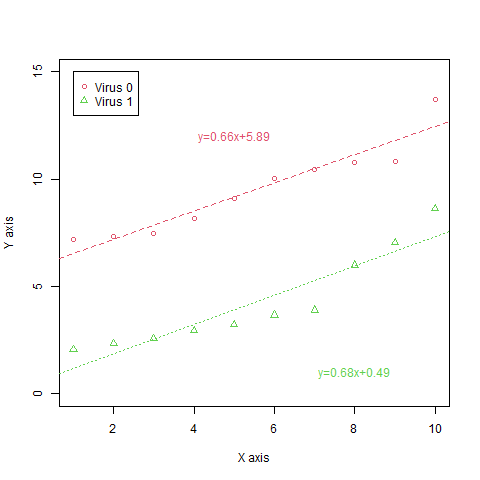 15
Virus 0
Virus 1
y=0.66x+5.89
10
Y axis
5
y=0.68x+0.49
0
2 4 6 8 10
X axis